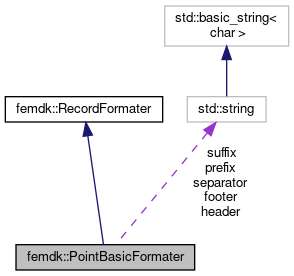 std::basic_string<
char >
femdk::RecordFormater
std::string
suffix
prefix
separator
footer
header
femdk::PointBasicFormater